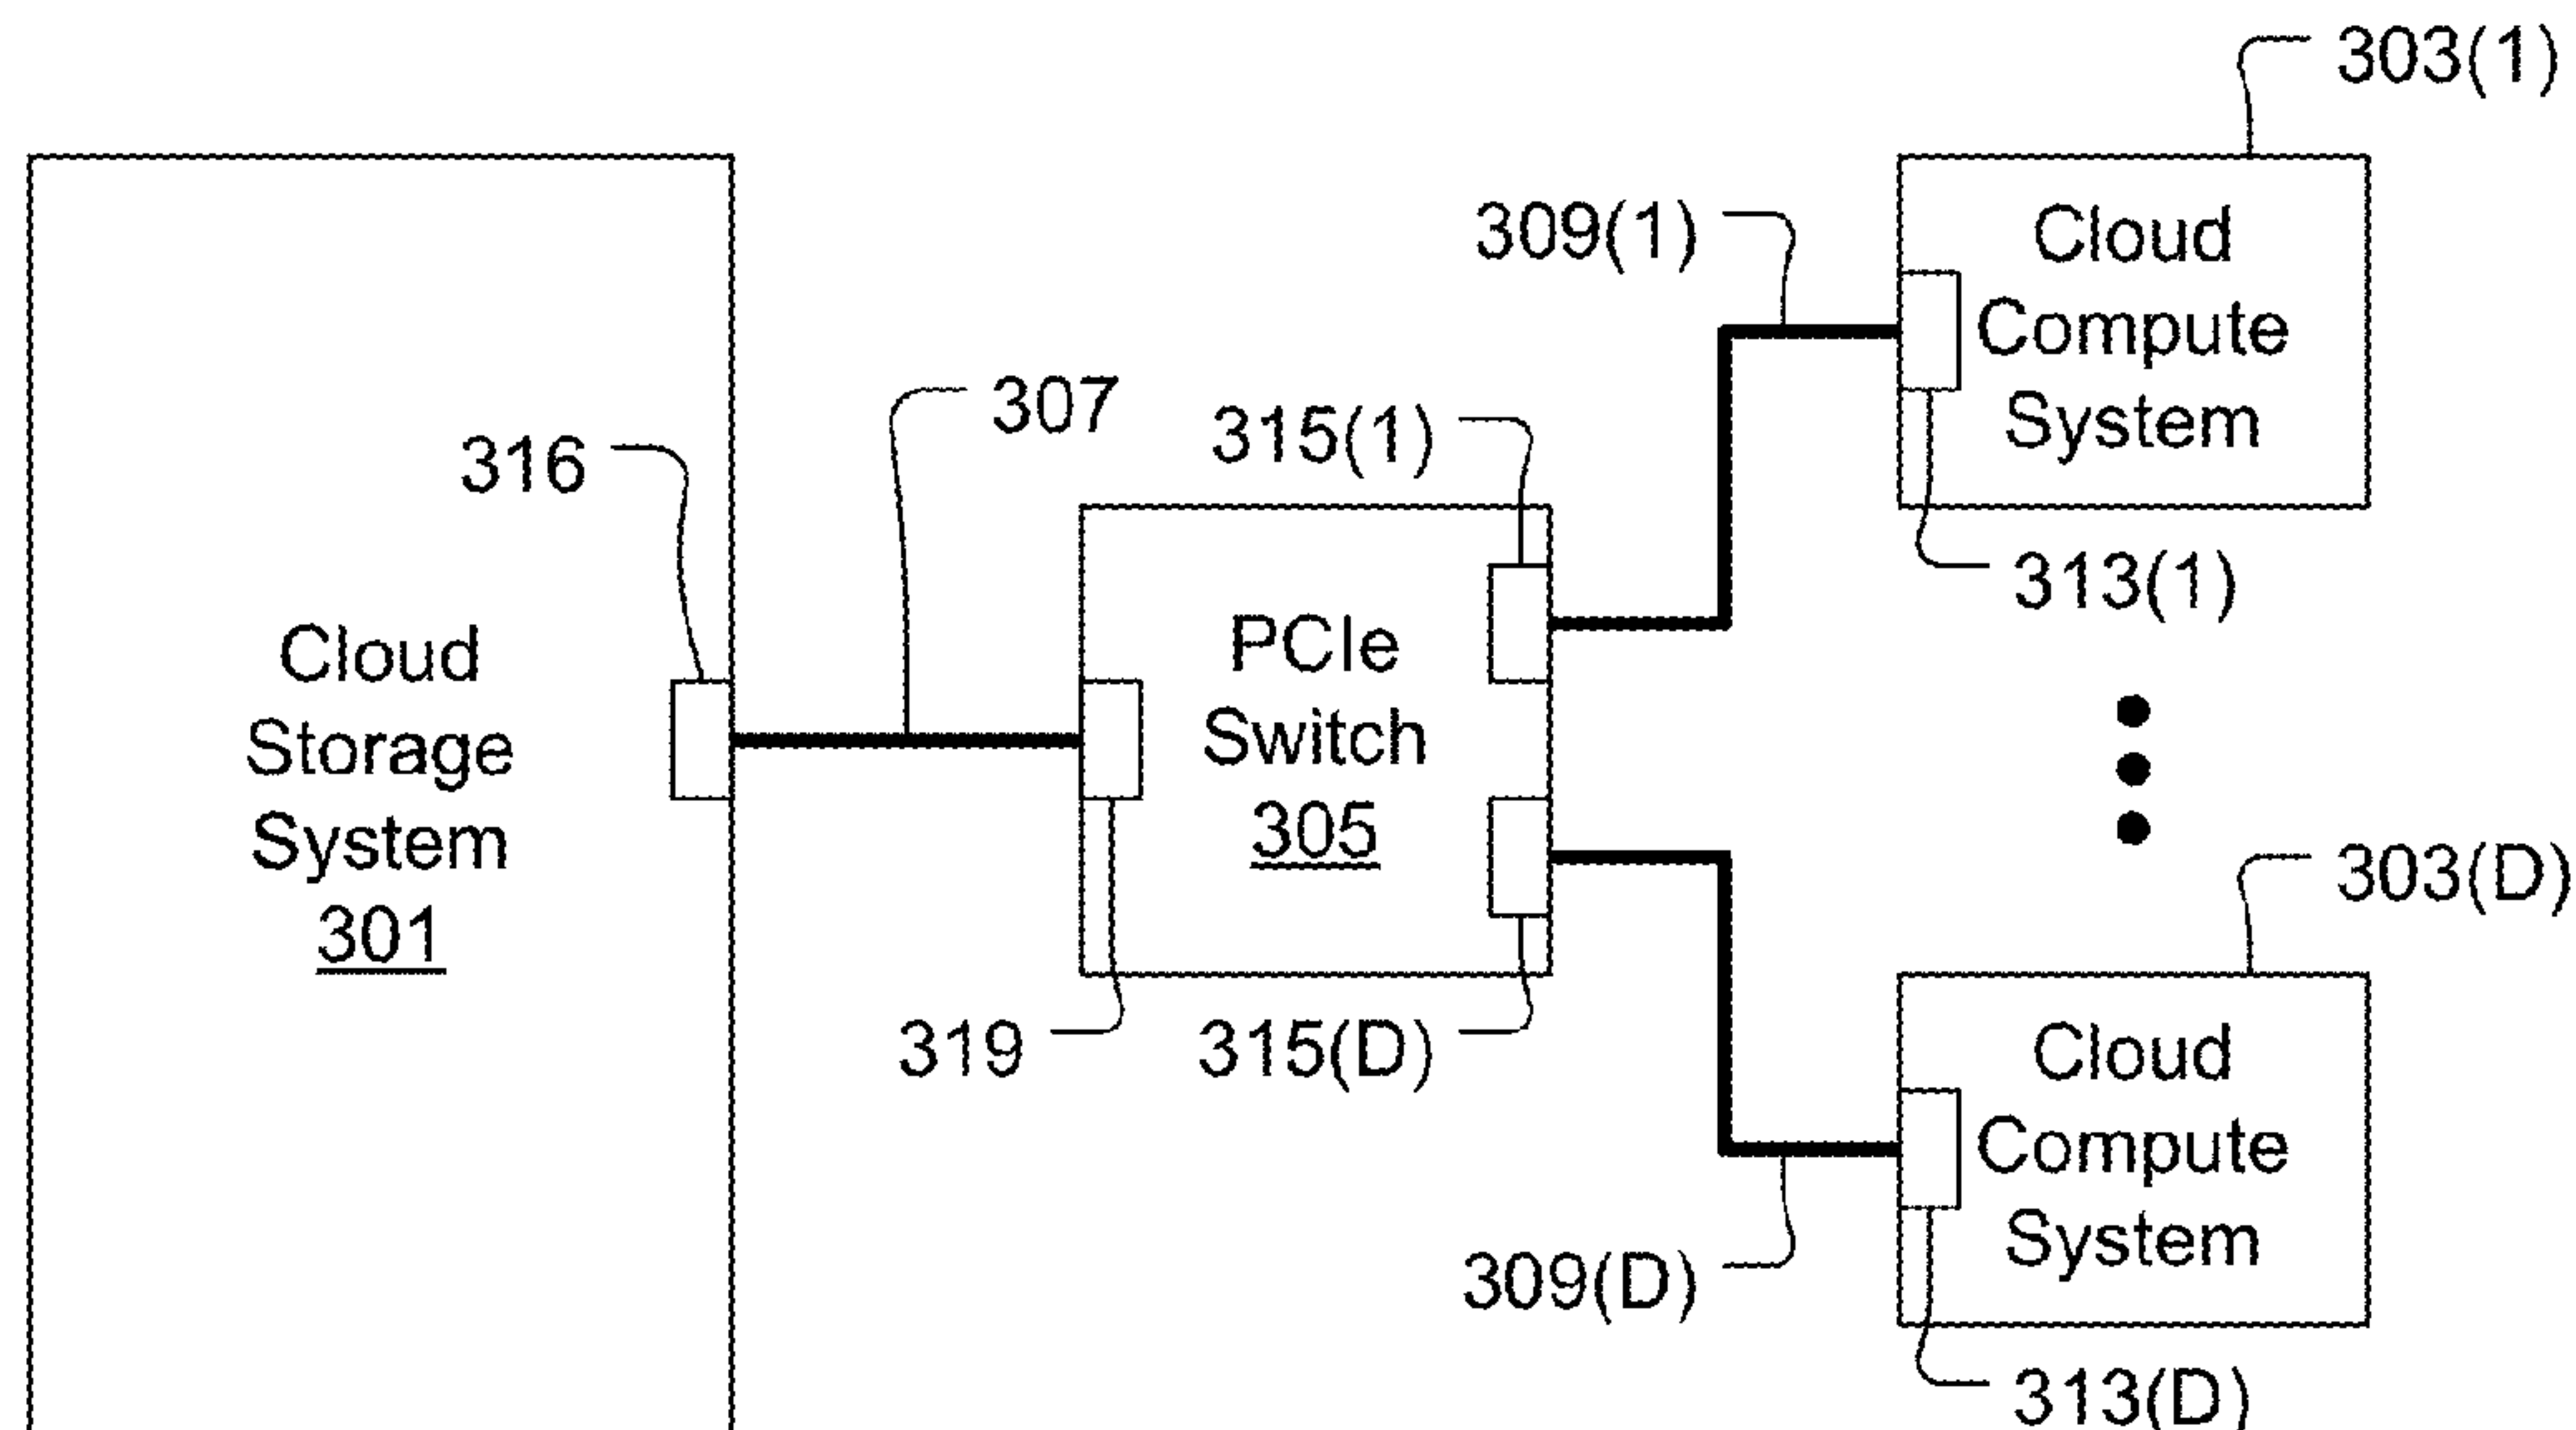 303(1)
Cloud
Compute
System
309(1)
307
315(1)
316
313(1)
Cloud
Storage
System
301
PCIe
Switch
305
303(D)
319
315(D)
Cloud
Compute
System
309(D)
313(D)